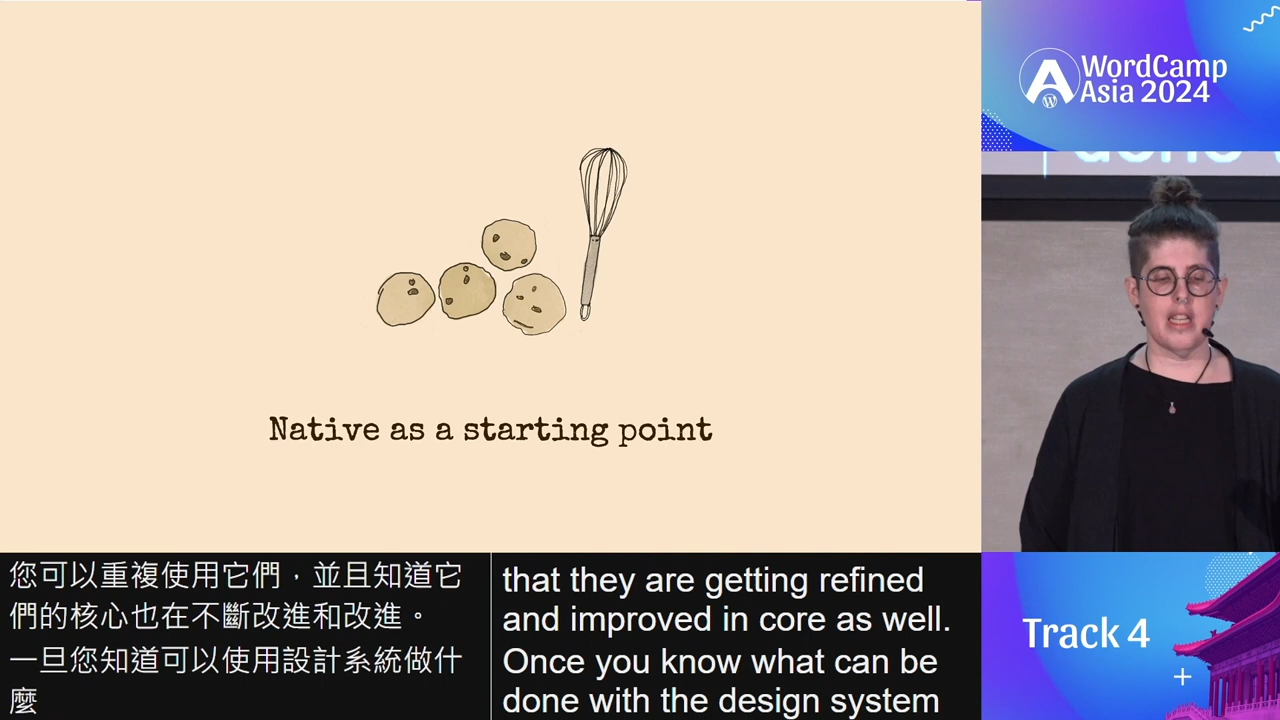 Native as a starting point
WordCamp
Asia 2024
您可以重複使用它們，並且知道它
們的核心也在不斷改進和改進。
一旦您知道可以使用設計系統做什
麼
that they are getting refined
and improved in core as well.
Once you know what can be
done with the design system
Track 4